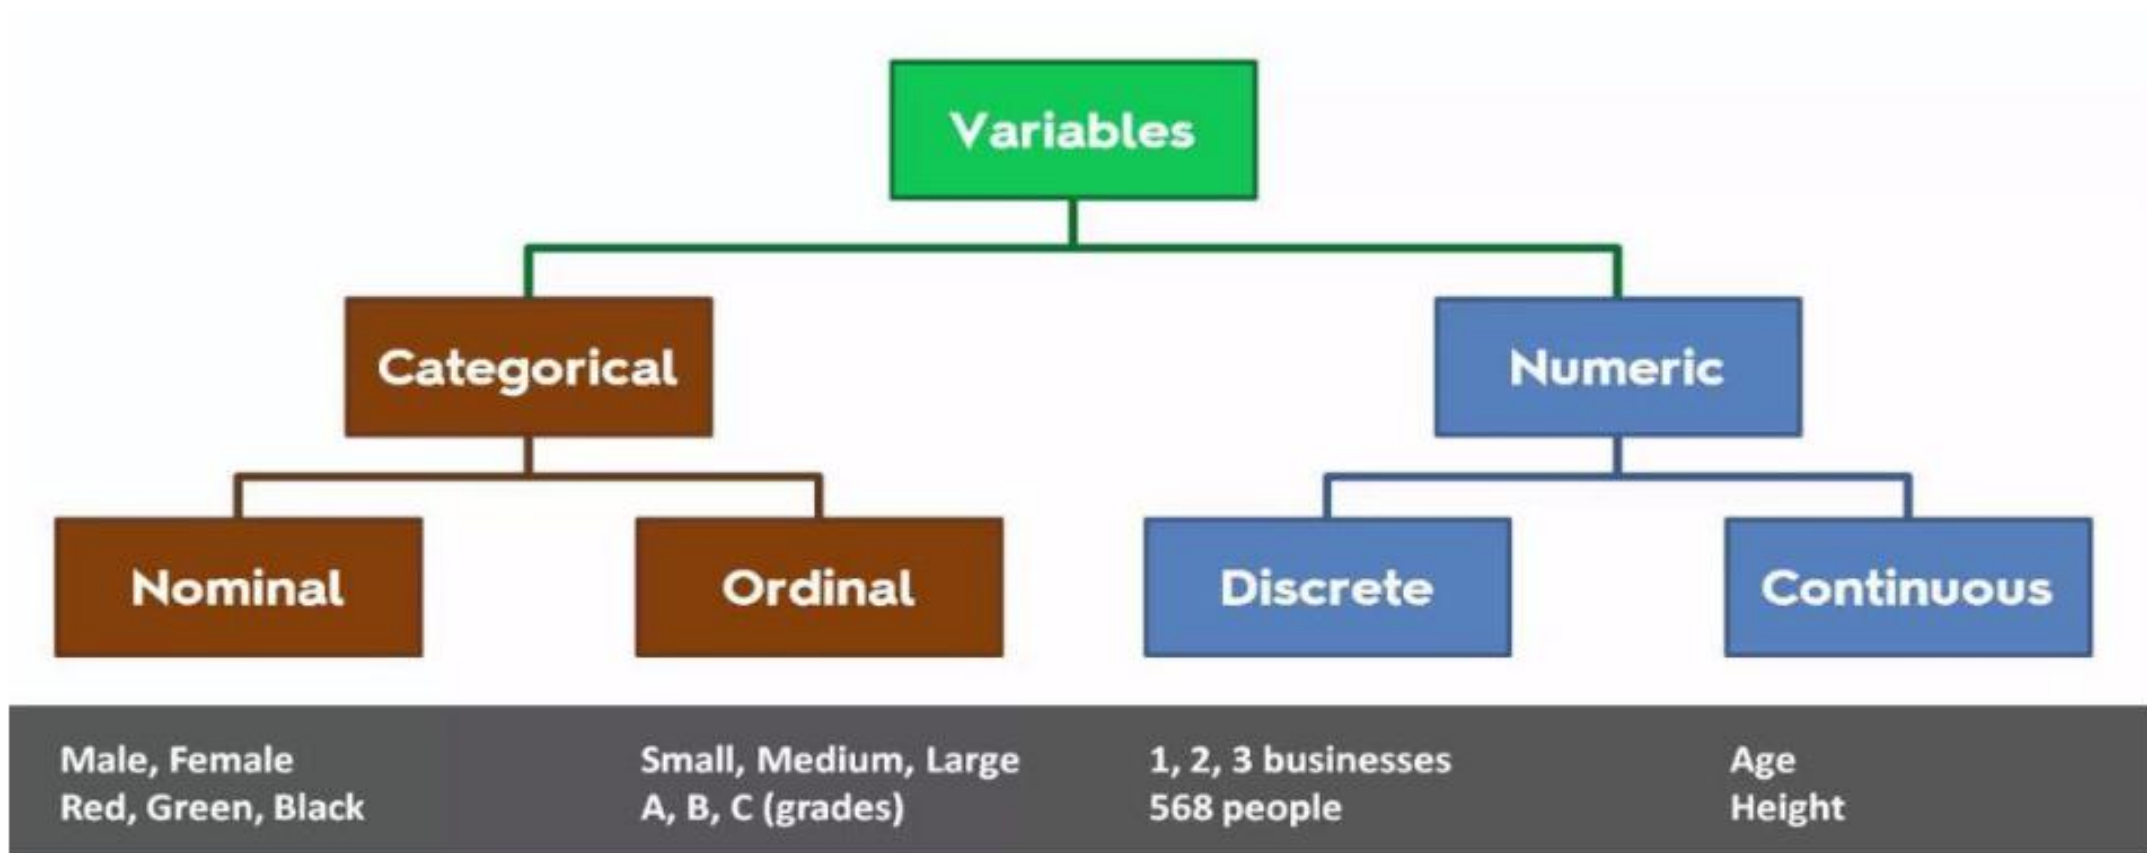 Variables
Categorical
Numeric
Nominal
Ordinal
Discrete
Continuous
Male, Female
Red, Green, Black
Small, Medium, Large
A, B, C (grades)
1, 2, 3 businesses
568 people
Age
Height